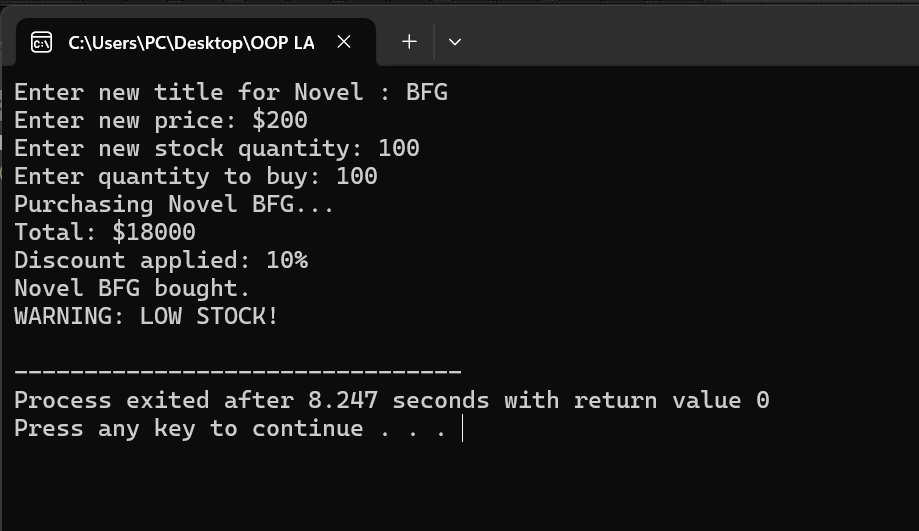 C:\Users\PC\Desktop\OOP LA
Enter new title for Novel : BFG
Enter new price: $200
Enter new stock quantity: 100
Enter quantity to buy: 100
Purchasing Novel BFG...
Total: $18000
Discount applied: 10%
Novel BFG bought.
WARNING: LOW STOCK!
--------------------------------
Process exited after 8.247 seconds with return value 0
Press any key to continue . . .